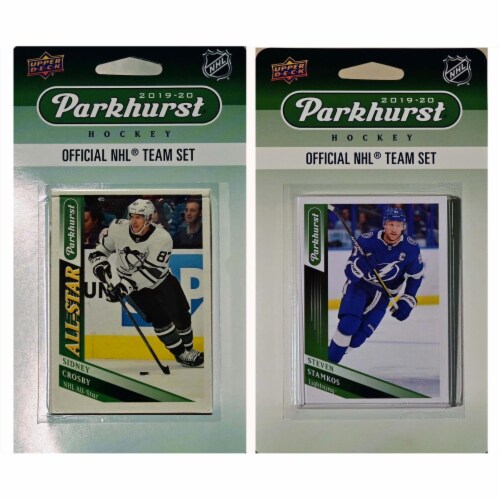 UPPER DECK
NHL
2019-20
Parkhurst
HOCKEY
OFFICIAL NHL® TEAM SET
ALL-STAR
Parkhurst
87
SIDNEY
CROSBY
NHL All-Star
UPPER DECK
NHL
2019-20
Parkhurst
HOCKEY
OFFICIAL NHL® TEAM SET
Parkhurst
C
STEVEN
STAMKOS
Lightning